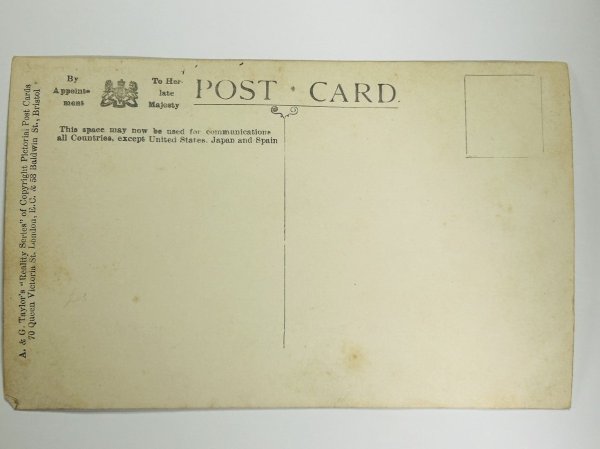 By
Appoint-
ment
To Her
late
Majesty
POST CARD.
This space may now be used for communications
all Countries, except United States, Japan and Spain
A. & G. Taylor's "Reality Series" of Copyright Pictorial Post Cards
70 Queen Victoria St. London, E.C. & 58 Baldwin St., Bristol